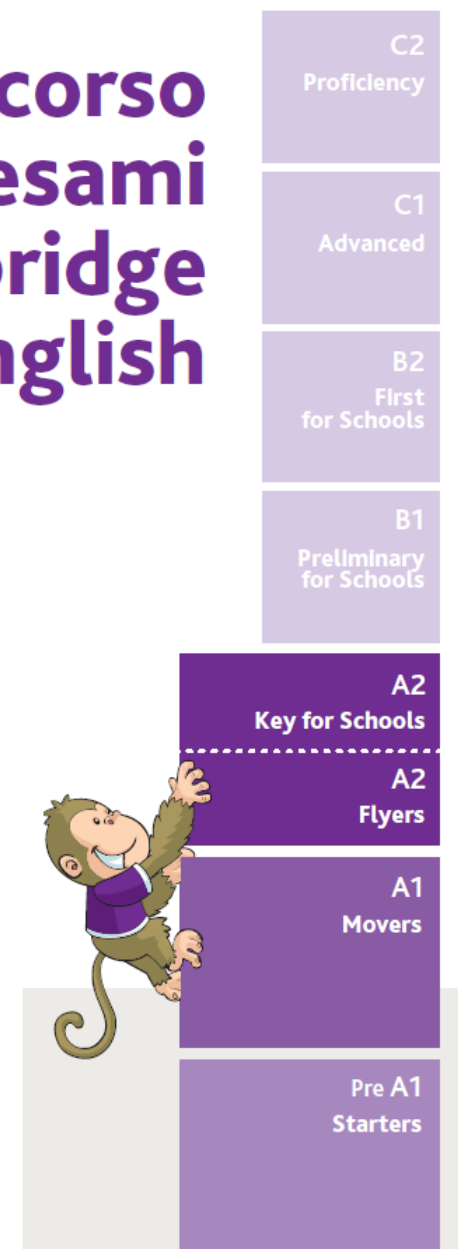 corso
esami
bridge
nglish
C2
Proficiency
C1
Advanced
B2
First
for Schools
B1
Preliminary
for Schools
A2
Key for Schools
A2
Flyers
A1
Movers
Pre A1
Starters